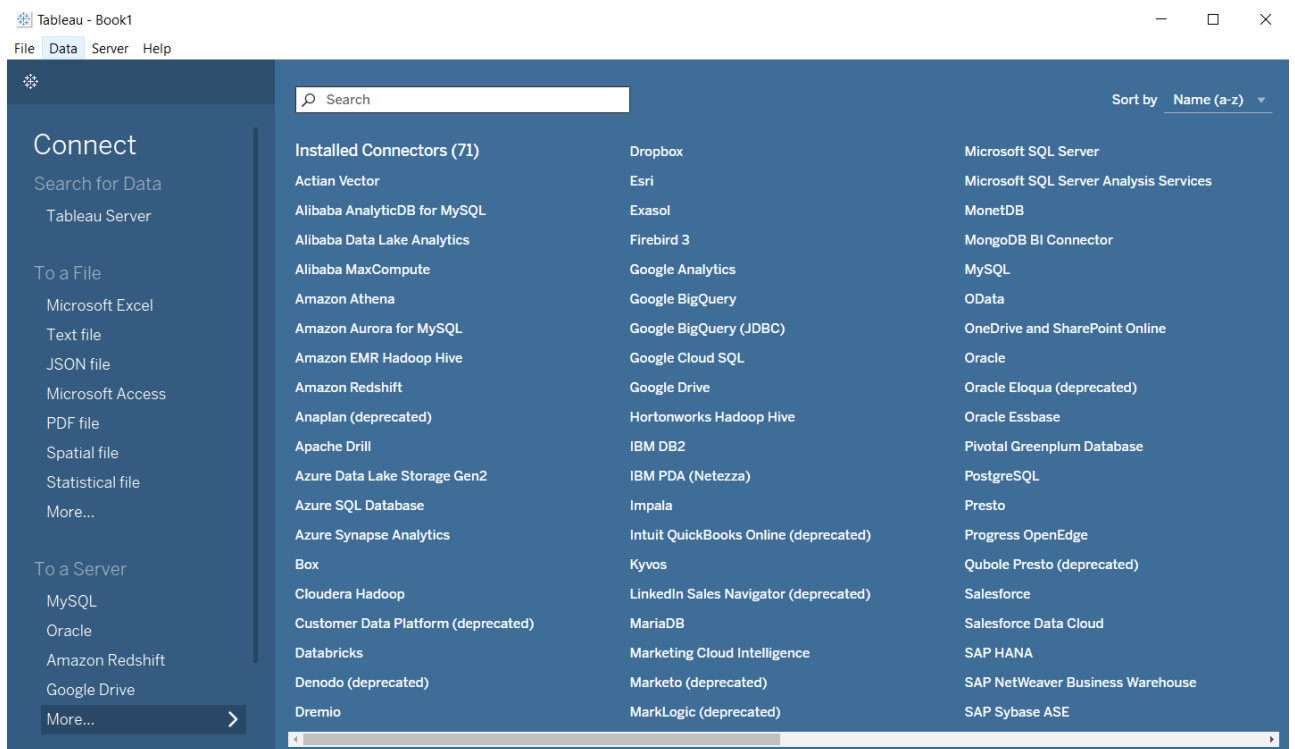 Tableau - Book1
File Data Server Help
Connect
Search for Data
Tableau Server
To a File
Microsoft Excel
Text file
JSON file
Microsoft Access
PDF file
Spatial file
Statistical file
More...
To a Server
MySQL
Oracle
Amazon Redshift
Google Drive
More...
Search
Sort by Name (a-z)
Installed Connectors (71)
Actian Vector
Alibaba AnalyticDB for MySQL
Alibaba Data Lake Analytics
Alibaba MaxCompute
Amazon Athena
Amazon Aurora for MySQL
Amazon EMR Hadoop Hive
Amazon Redshift
Anaplan (deprecated)
Apache Drill
Azure Data Lake Storage Gen2
Azure SQL Database
Azure Synapse Analytics
Box
Cloudera Hadoop
Customer Data Platform (deprecated)
Databricks
Denodo (deprecated)
Dremio
Dropbox
Esri
Exasol
Firebird 3
Google Analytics
Google BigQuery
Google BigQuery (JDBC)
Google Cloud SQL
Google Drive
Hortonworks Hadoop Hive
IBM DB2
IBM PDA (Netezza)
Impala
Intuit QuickBooks Online (deprecated)
Kyvos
LinkedIn Sales Navigator (deprecated)
MariaDB
Marketing Cloud Intelligence
Marketo (deprecated)
MarkLogic (deprecated)
Microsoft SQL Server
Microsoft SQL Server Analysis Services
MonetDB
MongoDB BI Connector
MySQL
OData
OneDrive and SharePoint Online
Oracle
Oracle Eloqua (deprecated)
Oracle Essbase
Pivotal Greenplum Database
PostgreSQL
Presto
Progress OpenEdge
Qubole Presto (deprecated)
Salesforce
Salesforce Data Cloud
SAP HANA
SAP NetWeaver Business Warehouse
SAP Sybase ASE